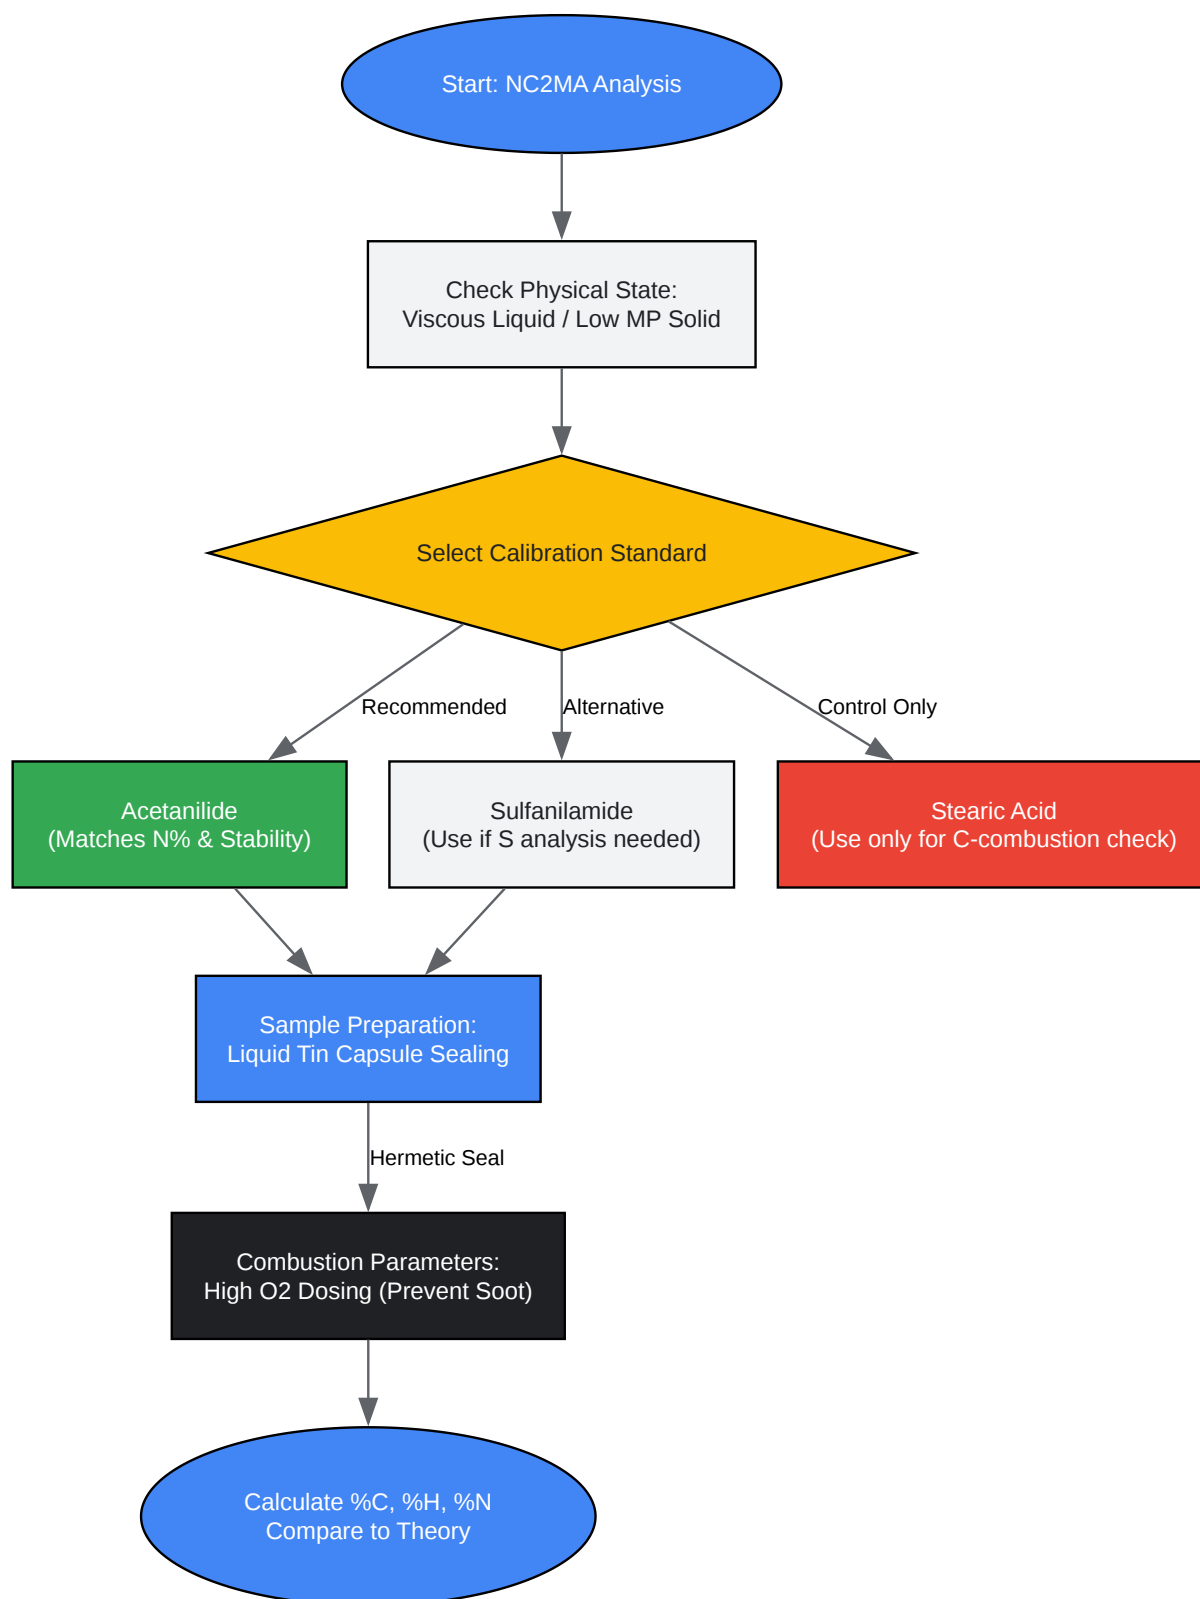 Start: NC2MA Analysis
Check Physical State:
Viscous Liquid / Low MP Solid
Select Calibration Standard
Recommended
Alternative
Control Only
Acetanilide
(Matches N% & Stability)
Sulfanilamide
(Use if S analysis needed)
Stearic Acid
(Use only for C-combustion check)
Sample Preparation:
Liquid Tin Capsule Sealing
Hermetic Seal
Combustion Parameters:
High O2 Dosing (Prevent Soot)
Calculate %C, %H, %N
Compare to Theory